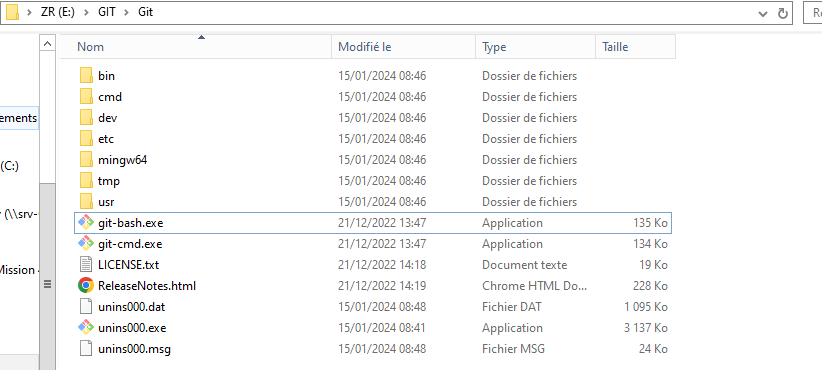 ZR (E:) > GIT > Git
Re
Nom Modifié le Type Taille
bin 15/01/2024 08:46 Dossier de fichiers
cmd 15/01/2024 08:46 Dossier de fichiers
dev 15/01/2024 08:46 Dossier de fichiers
etc 15/01/2024 08:46 Dossier de fichiers
mingw64 15/01/2024 08:46 Dossier de fichiers
tmp 15/01/2024 08:46 Dossier de fichiers
usr 15/01/2024 08:46 Dossier de fichiers
git-bash.exe 21/12/2022 13:47 Application 135 Ko
git-cmd.exe 21/12/2022 13:47 Application 134 Ko
LICENSE.txt 21/12/2022 14:18 Document texte 19 Ko
ReleaseNotes.html 21/12/2022 14:19 Chrome HTML Do... 228 Ko
unins000.dat 15/01/2024 08:48 Fichier DAT 1 095 Ko
unins000.exe 15/01/2024 08:41 Application 3 137 Ko
unins000.msg 15/01/2024 08:48 Fichier MSG 24 Ko
ements
(C:)
(\\srv-
Mission